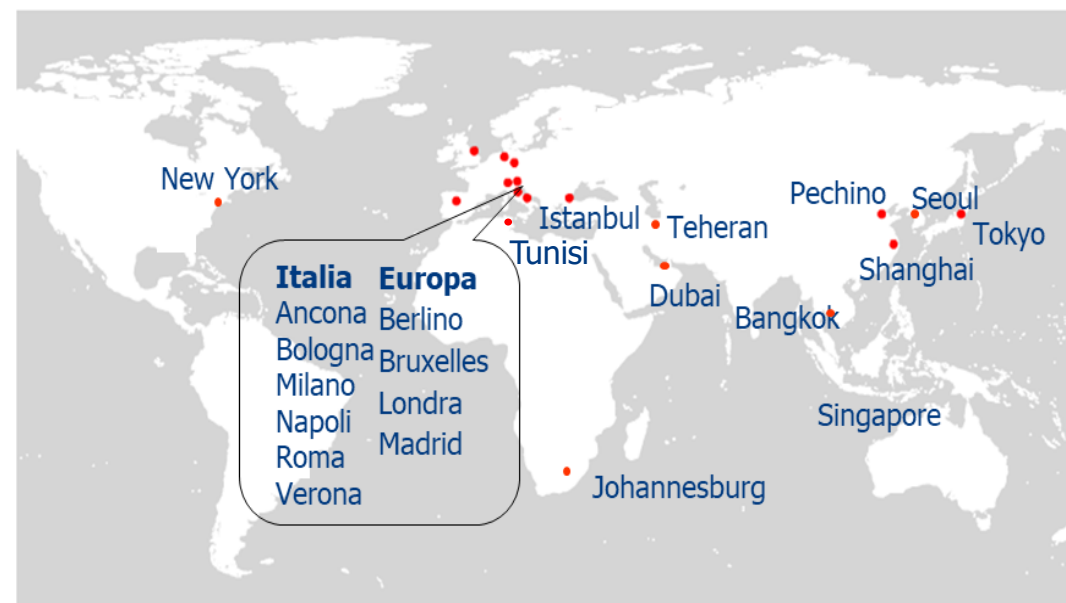 New York
Pechino
Seoul
Istanbul
Teheran
Tokyo
Tunisi
Shanghai
Dubai
Bangkok
Singapore
Johannesburg
Italia
Ancona
Bologna
Milano
Napoli
Roma
Verona
Europa
Berlino
Bruxelles
Londra
Madrid